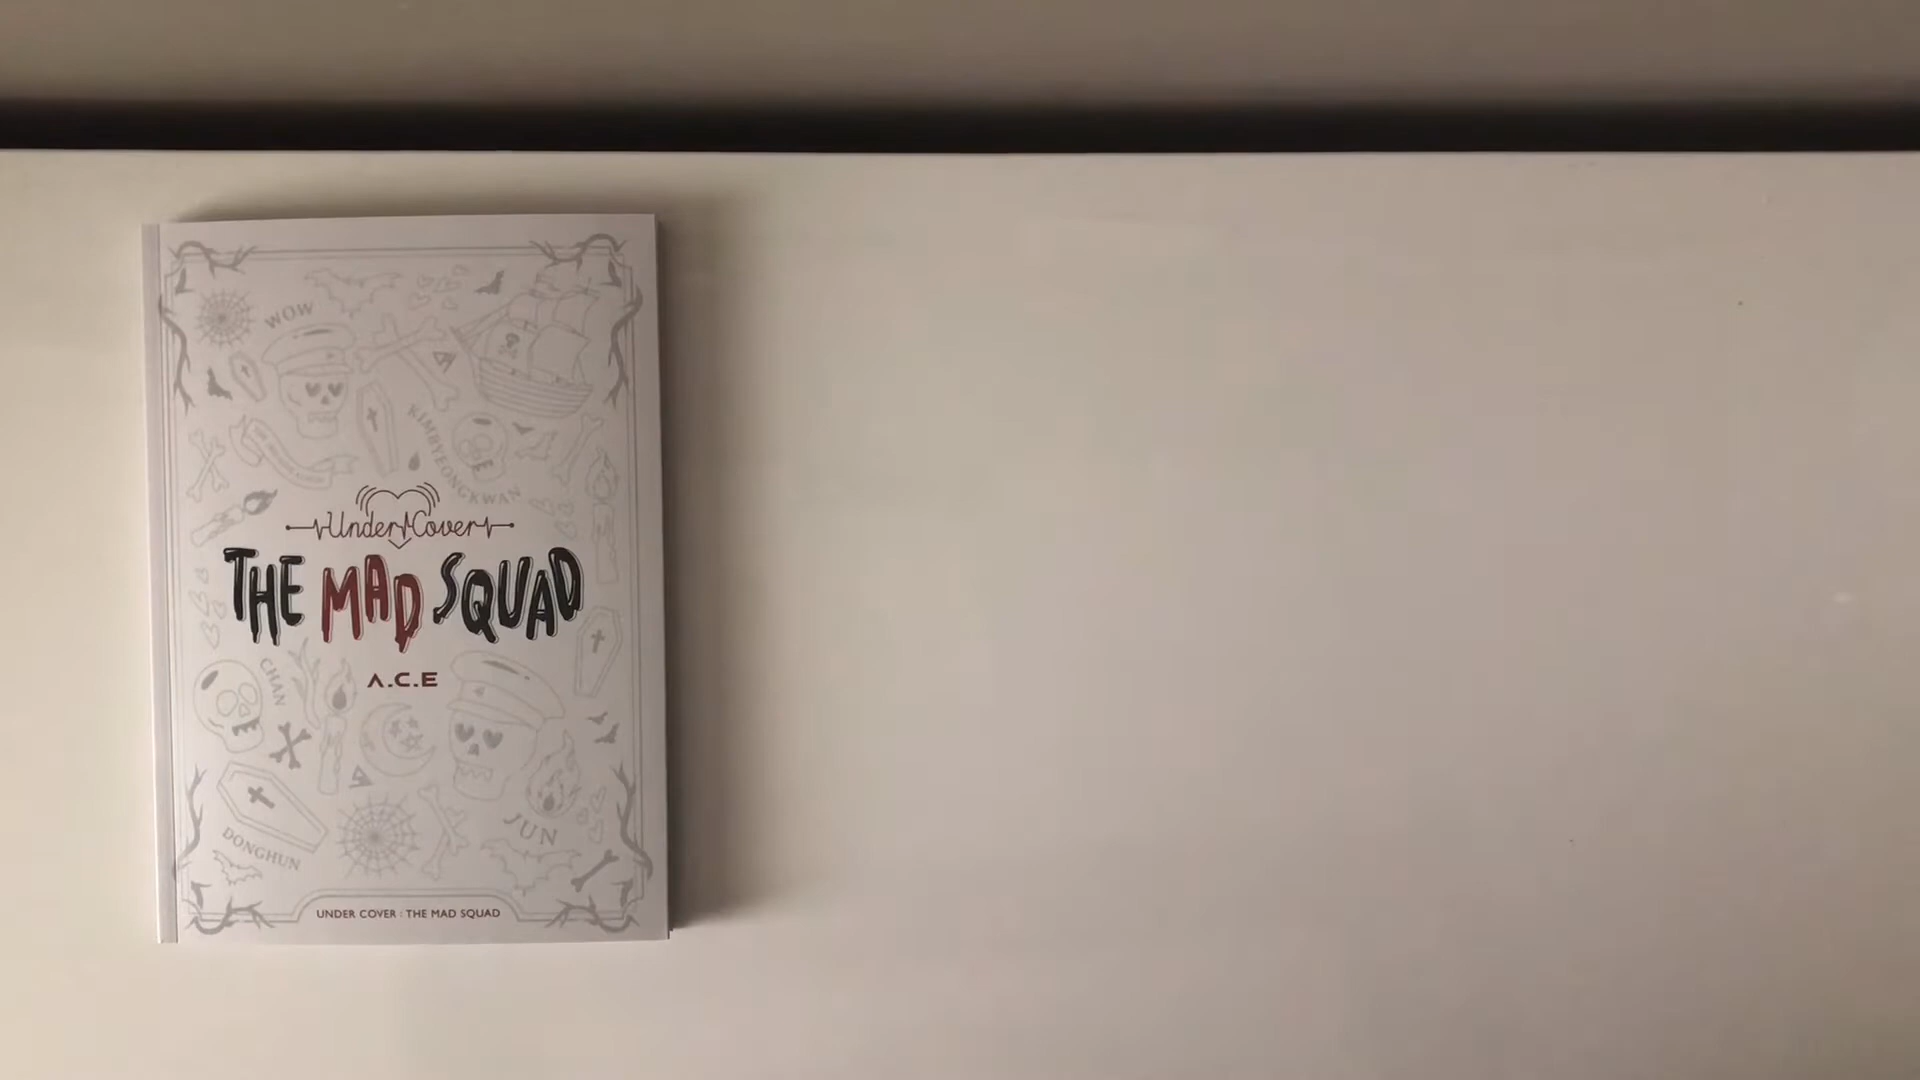 WOW
KIMBYEONGKWAN
Under Cover
THE MAD SQUAD
A.C.E
CHAN
JUN
DONGHUN
UNDER COVER : THE MAD SQUAD